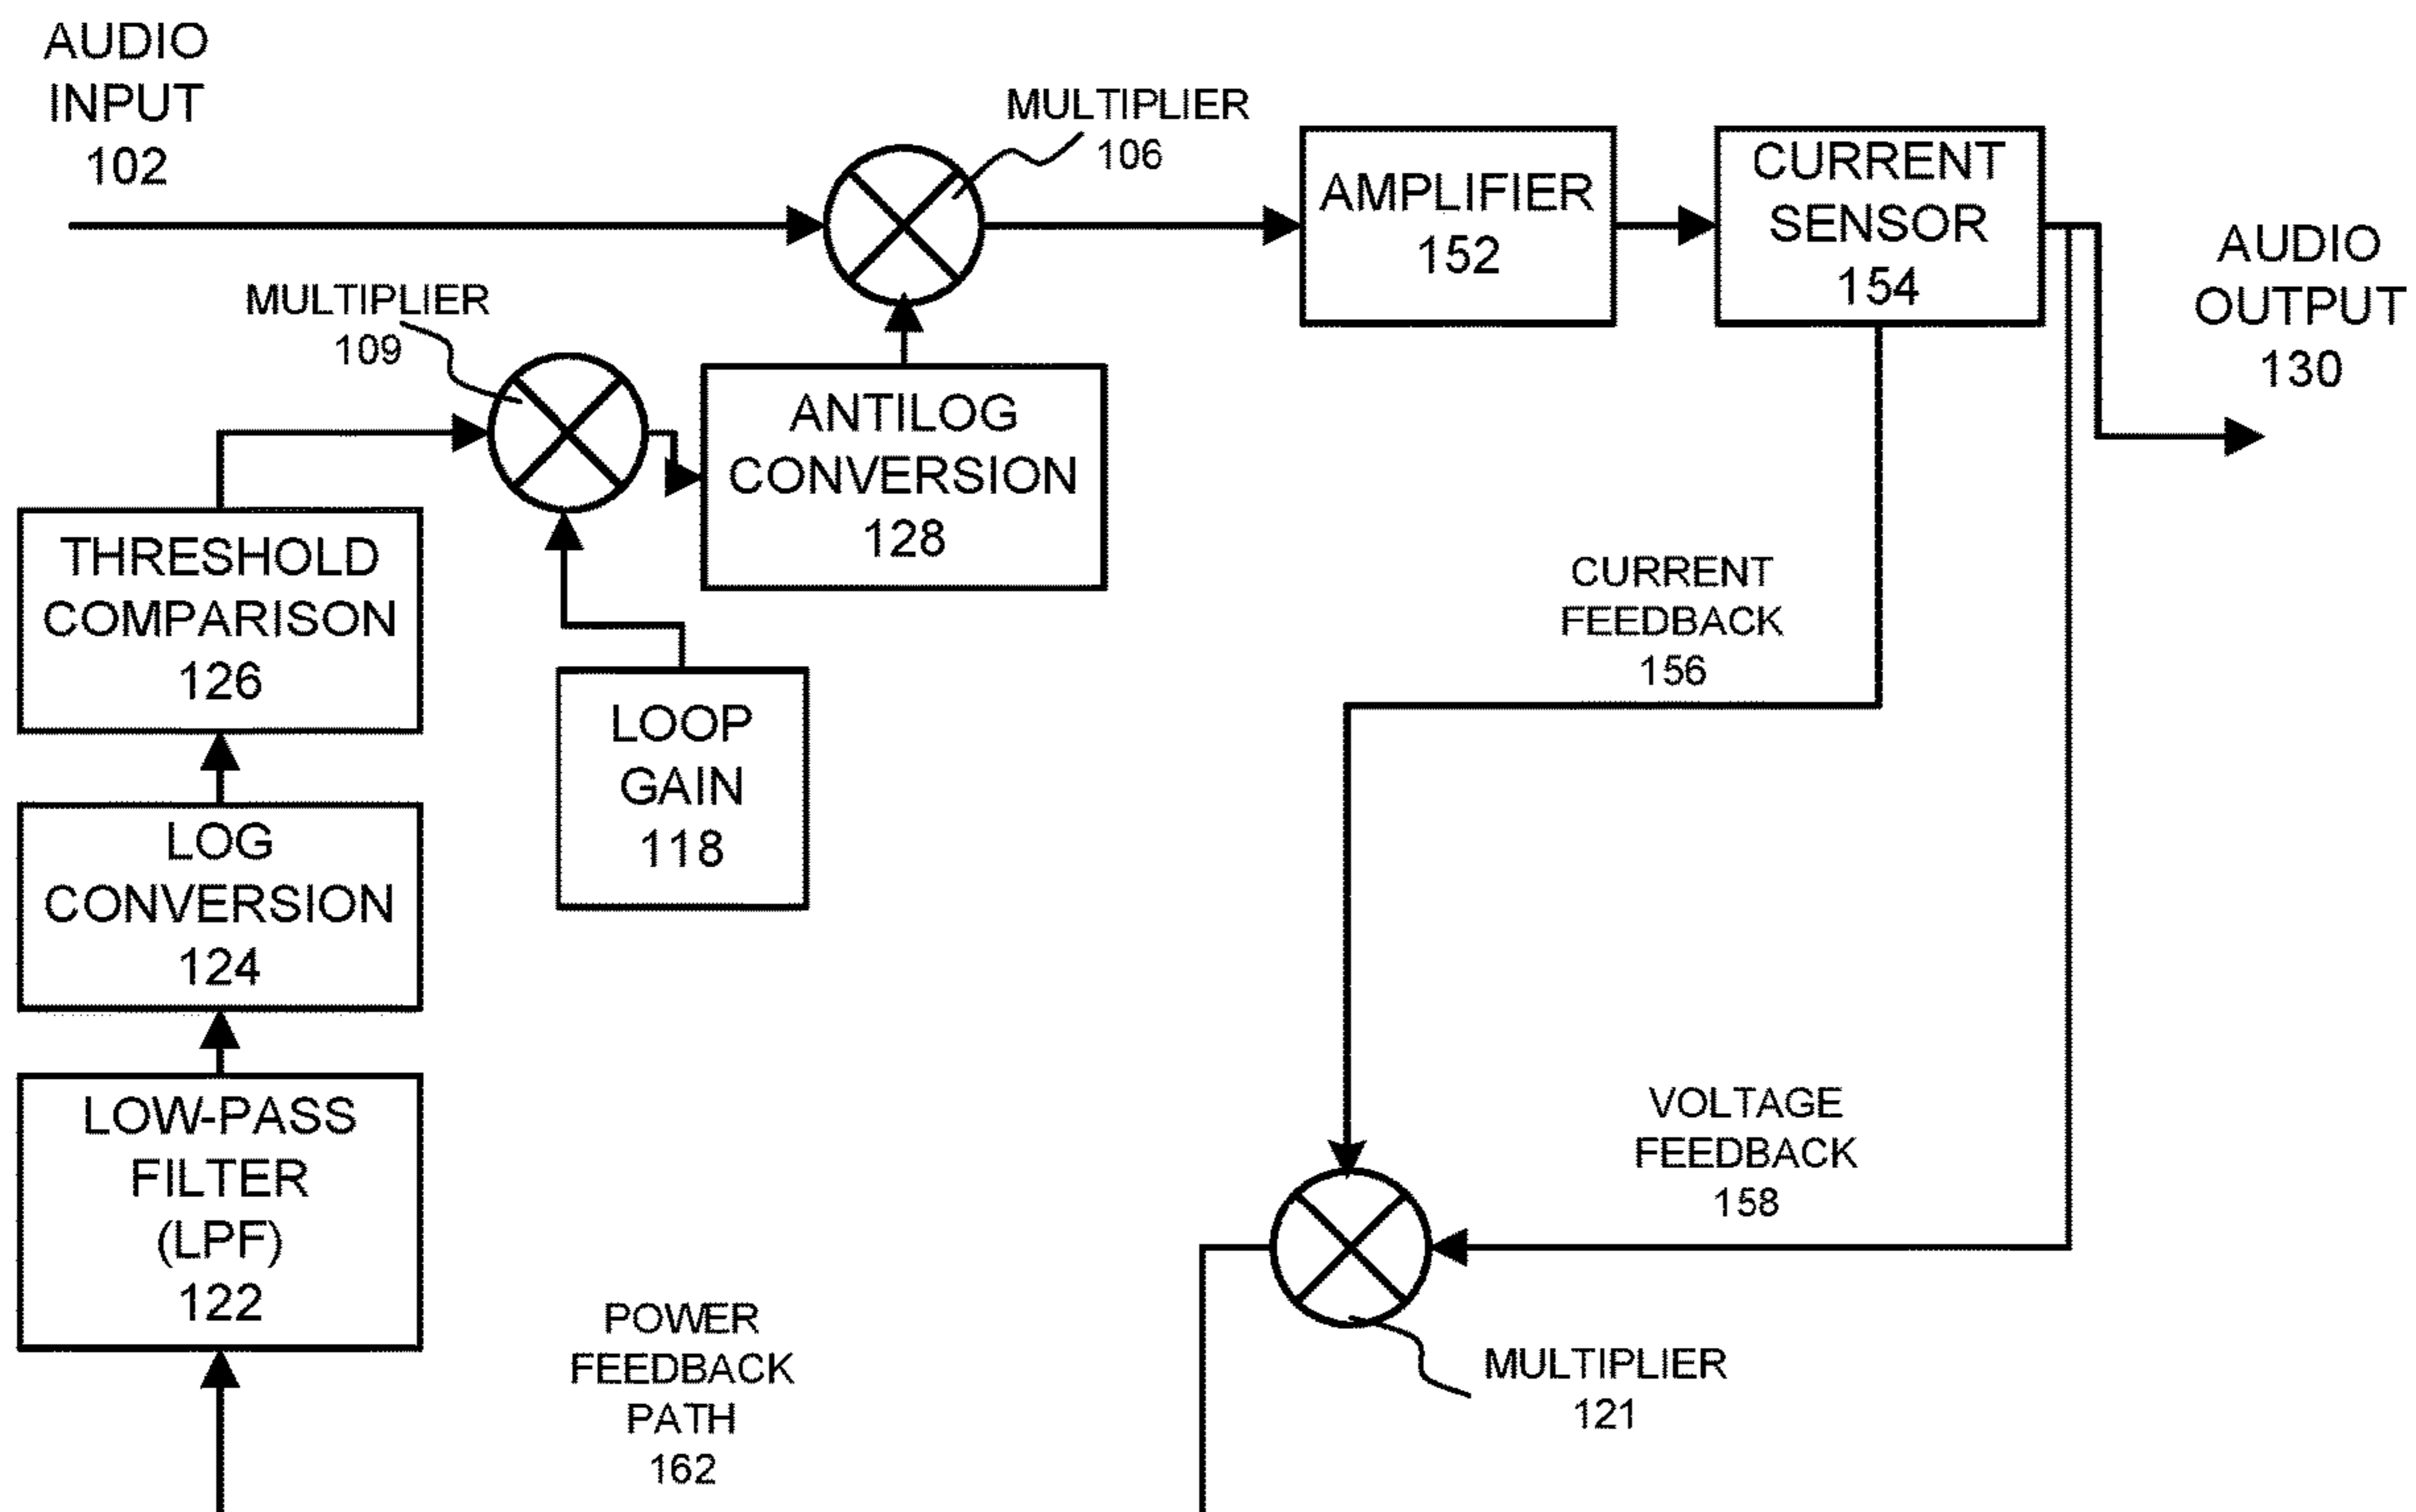 AUDIO
INPUT
102
MULTIPLIER
106
AMPLIFIER
152
CURRENT
SENSOR
154
AUDIO
OUTPUT
130
MULTIPLIER
109
ANTILOG
CONVERSION
128
THRESHOLD
COMPARISON
126
LOOP
GAIN
118
CURRENT
FEEDBACK
156
LOG
CONVERSION
124
LOW-PASS
FILTER
(LPF)
122
VOLTAGE
FEEDBACK
158
POWER
FEEDBACK
PATH
162
MULTIPLIER
121